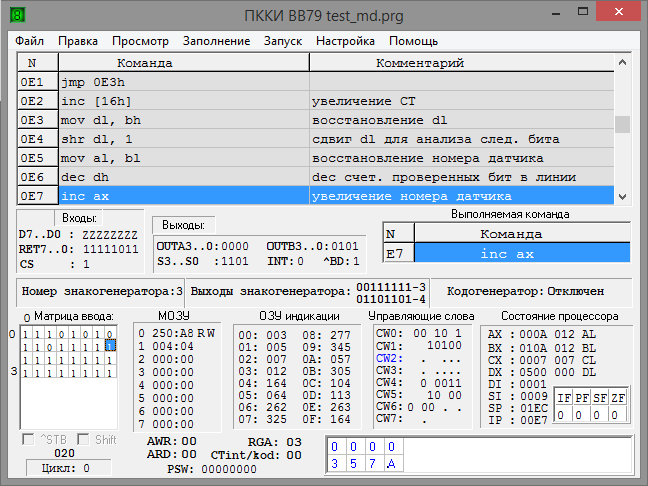 ПККИ ВВ79 test_md.prg
Файл Правка Просмотр Заполнение Запуск Настройка Помощь
N Команда Комментарий
0E1 jmp 0E3h
0E2 inc [16h] увеличение СТ
0E3 mov dl, bh восстановление dl
0E4 shr dl, 1 сдвиг dl для анализа след. бита
0E5 mov al, bl восстановление номера датчика
0E6 dec dh dec счет. проверенных бит в линии
0E7 inc ax увеличение номера датчика
Входы:
D7..D0 : ZZZZZZZZ
RET7..0: 11111011
CS : 1
Выходы:
OUTA3..0:0000 OUTB3..0:0101
S3..S0 :1101 INT:0 ^BD:1
Выполняемая команда
N Команда
E7 inc ax
Номер знакогенератора:3 Выходы знакогенератора: 00111111-3
01101101-4
Кодогенератор: Отключен
0 Матрица ввода:
0 1 1 1 0 1 0 1 0
1 1 0 1 1 1 1 1
1 1 1 1 1 1 1 1
3 1 1 1 1 1 1 1 1
^STB Shift
020
Цикл: 0
МОЗУ
0 250:A8 R W
1 004:04
2 000:00
3 000:00
4 000:00
5 000:00
6 000:00
7 000:00
ОЗУ индикации
00: 003 08: 277
01: 005 09: 345
02: 007 0A: 057
03: 012 0B: 305
04: 164 0C: 104
05: 064 0D: 113
06: 262 0E: 263
07: 325 0F: 164
Управляющие слова
CW0: 00 10 1
CW1: 10100
CW2: . .
CW3: . ....
CW4: 0 0011
CW5: 10 00
CW6: 0 00 . .
CW7: .
Состояние процессора
AX : 000A 012 AL
BX : 010A 012 BL
CX : 0007 007 CL
DX : 0500 000 DL
DI : 0001
SI : 0009
SP : 01EC
IP : 00E7
IF PF SF ZF
0 0 0 0
AWR: 00 RGA: 03
ARD: 00 CTint/kod: 00
PSW: 00000000
0 0 0 0
3 5 7 A